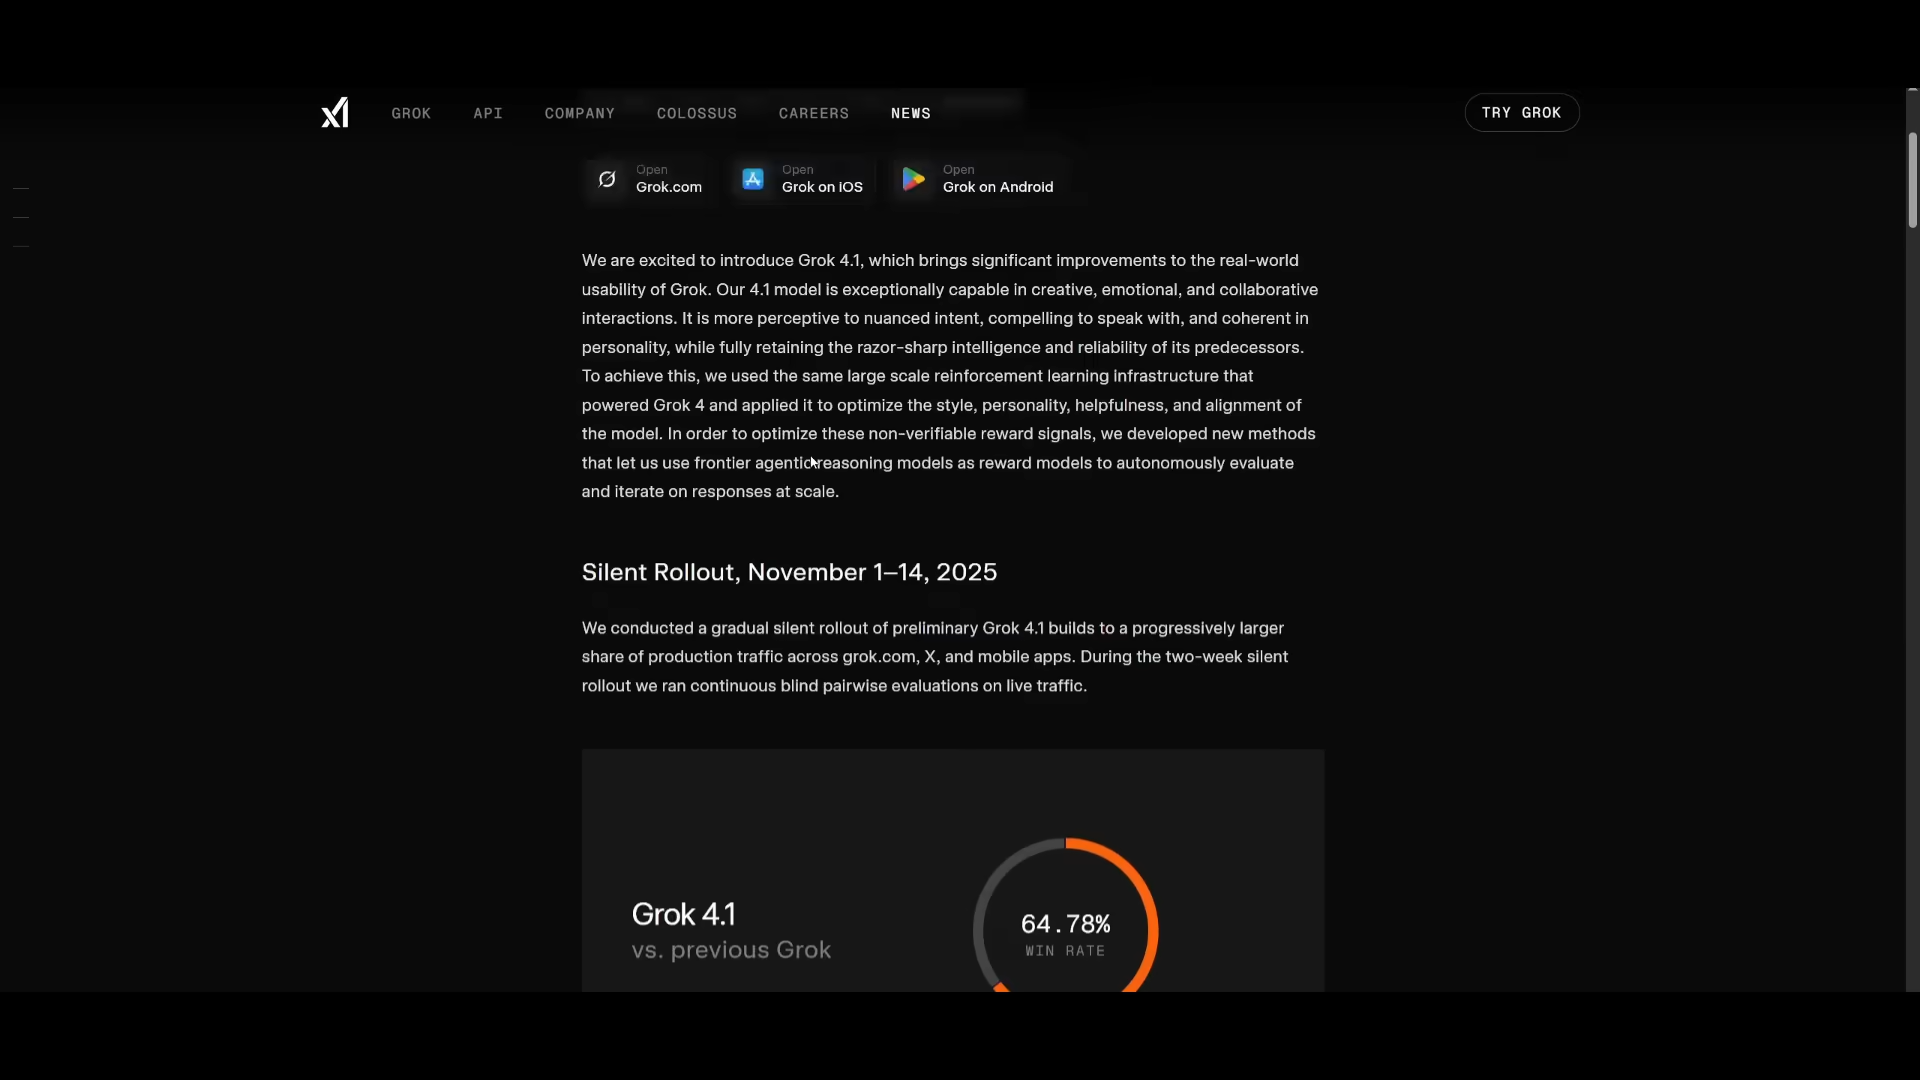 xI GROK API COMPANY COLOSSUS CAREERS NEWS TRY GROK
Open
Grok.com
Open
Grok on iOS
Open
Grok on Android
We are excited to introduce Grok 4.1, which brings significant improvements to the real-world
usability of Grok. Our 4.1 model is exceptionally capable in creative, emotional, and collaborative
interactions. It is more perceptive to nuanced intent, compelling to speak with, and coherent in
personality, while fully retaining the razor-sharp intelligence and reliability of its predecessors.
To achieve this, we used the same large scale reinforcement learning infrastructure that
powered Grok 4 and applied it to optimize the style, personality, helpfulness, and alignment of
the model. In order to optimize these non-verifiable reward signals, we developed new methods
that let us use frontier agentic reasoning models as reward models to autonomously evaluate
and iterate on responses at scale.
Silent Rollout, November 1–14, 2025
We conducted a gradual silent rollout of preliminary Grok 4.1 builds to a progressively larger
share of production traffic across grok.com, X, and mobile apps. During the two-week silent
rollout we ran continuous blind pairwise evaluations on live traffic.
Grok 4.1
vs. previous Grok
64.78%
WIN RATE